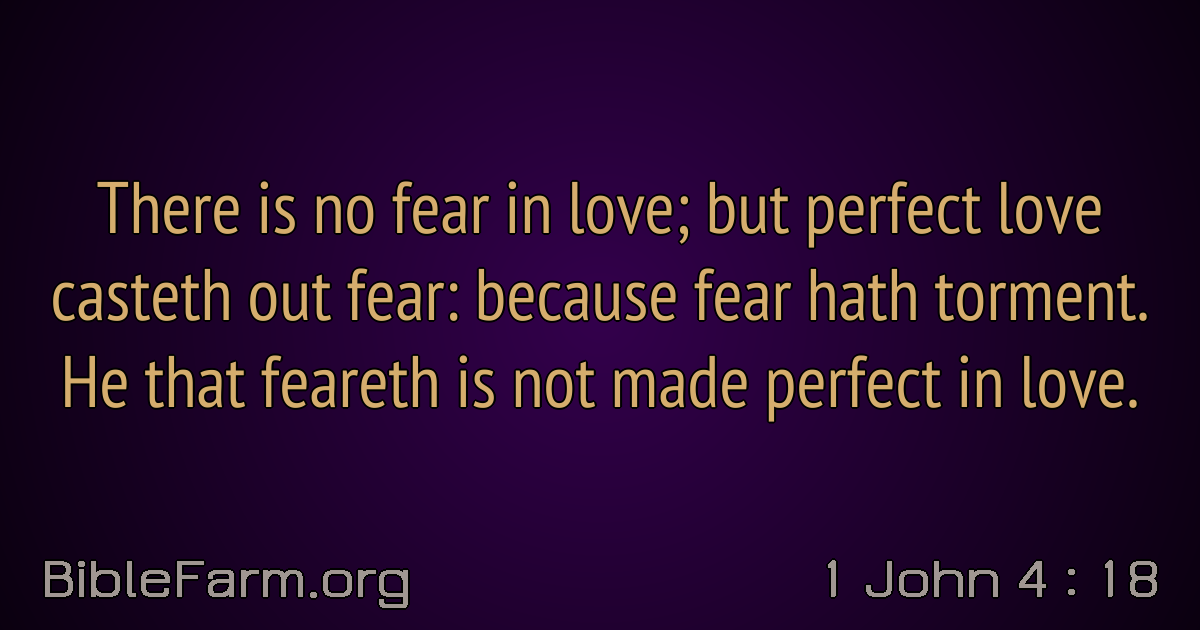 There is no fear in love; but perfect love
casteth out fear: because fear hath torment.
He that feareth is not made perfect in love.
BibleFarm.org
1 John 4 : 18